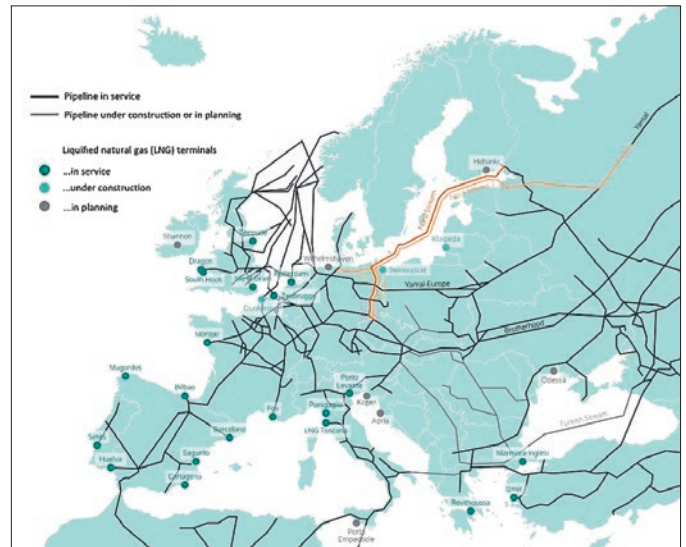 Pipeline in service
Pipeline under construction or in planning
Liquified natural gas (LNG) terminals
...in service
...under construction
...in planning
Yamal
Helsinki
Shannon
Dragon
South Hook
Wilhelmshaven
Klaipeda
Swinoujscie
Zeebrugge
Yamal-Europe
Brotherhood
Montoir
Mugardos
Bilbao
Porto
Levante
Koper
Odessa
Fos
Panigaglia
Adria
LNG Toscana
Turkish Stream
Sines
Barcelona
Huelva
Sagunto
Cartagena
Marmara Ereglisi
Izmir
Revithoussa
Porto
Empedocle